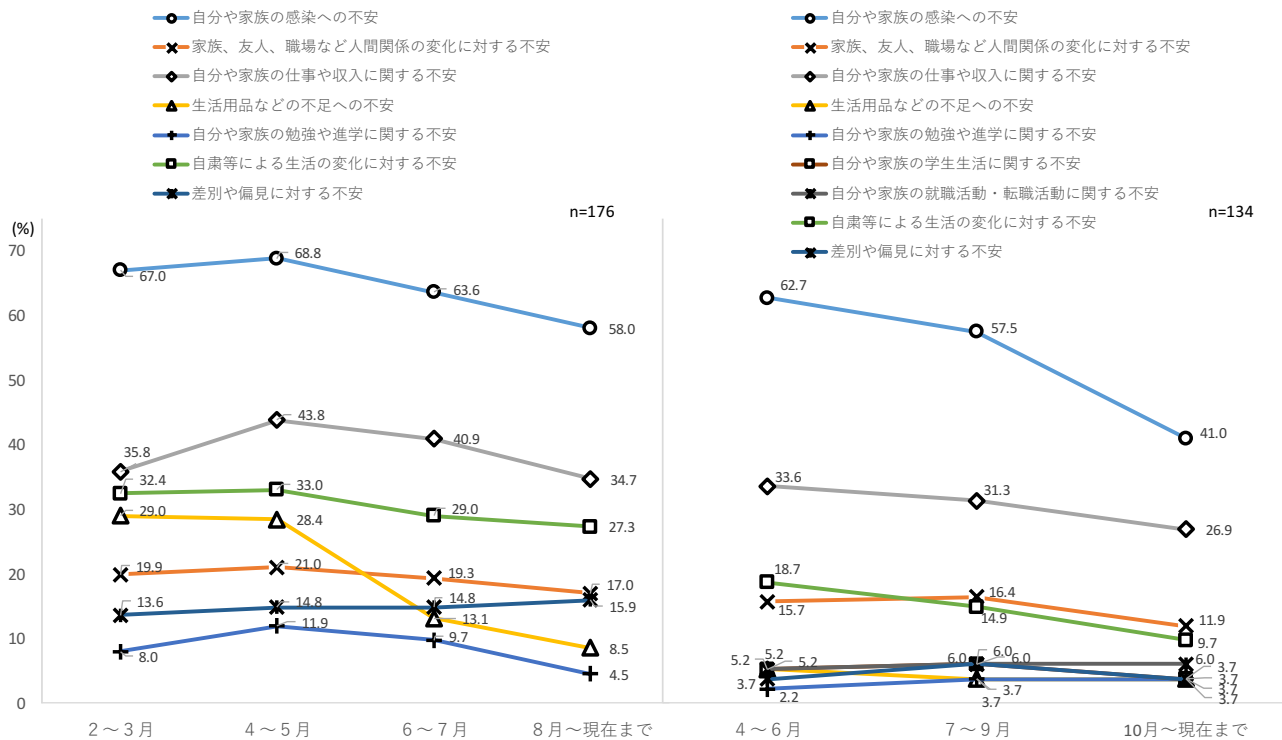 自分や家族の感染への不安
家族、友人、職場など人間関係の変化に対する不安
自分や家族の仕事や収入に関する不安
生活用品などの不足への不安
自分や家族の勉強や進学に関する不安
自粛等による生活の変化に対する不安
差別や偏見に対する不安
n=176
(%)
70
60
50
40
30
20
10
0
67.0
68.8
63.6
58.0
35.8
43.8
40.9
34.7
32.4
33.0
29.0
27.3
29.0
28.4
13.1
8.5
19.9
21.0
19.3
17.0
13.6
14.8
14.8
15.9
8.0
11.9
9.7
4.5
2～3月
4～5月
6～7月
8月～現在まで
自分や家族の感染への不安
家族、友人、職場など人間関係の変化に対する不安
自分や家族の仕事や収入に関する不安
生活用品などの不足への不安
自分や家族の勉強や進学に関する不安
自分や家族の学生生活に関する不安
自分や家族の就職活動・転職活動に関する不安
自粛等による生活の変化に対する不安
差別や偏見に対する不安
n=134
62.7
57.5
41.0
33.6
31.3
26.9
18.7
14.9
9.7
15.7
16.4
11.9
5.2
5.2
5.2
3.7
2.2
6.0
6.0
6.0
3.7
3.7
6.0
3.7
3.7
3.7
3.7
4～6月
7～9月
10月～現在まで